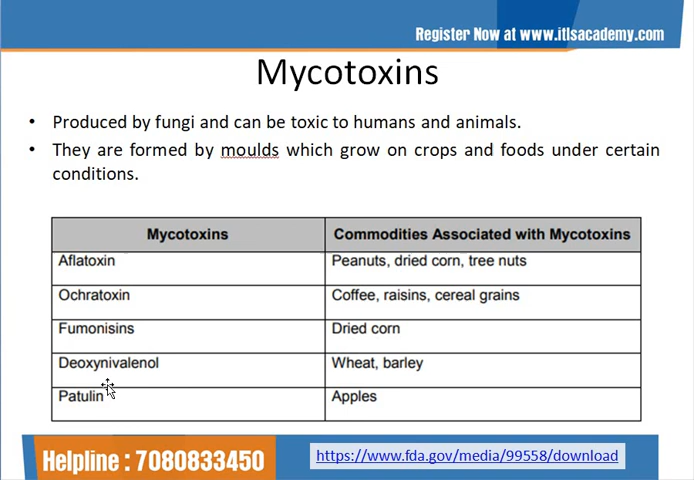 Register Now at www.itlsacademy.com
Mycotoxins
• Produced by fungi and can be toxic to humans and animals.
• They are formed by moulds which grow on crops and foods under certain
conditions.
Mycotoxins Commodities Associated with Mycotoxins
Aflatoxin Peanuts, dried corn, tree nuts
Ochratoxin Coffee, raisins, cereal grains
Fumonisins Dried corn
Deoxynivalenol Wheat, barley
Patulin Apples
Helpline : 7080833450 https://www.fda.gov/media/99558/download